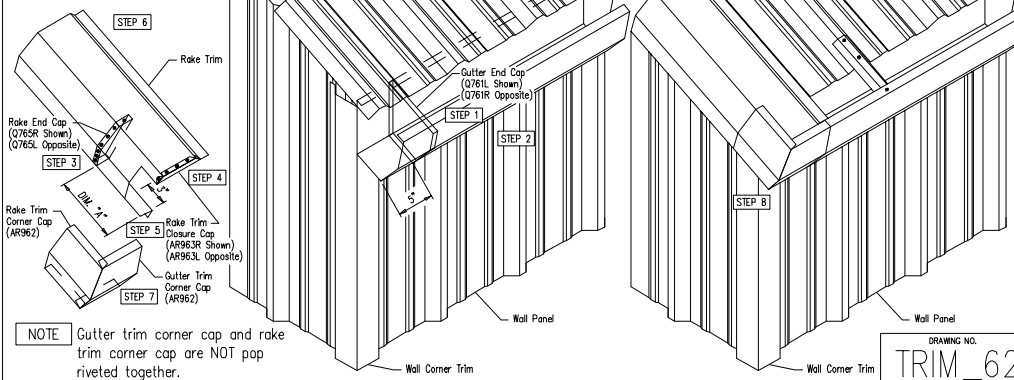 STEP 6
Rake Trim
Rake End Cap
(Q765R Shown)
(Q765L Opposite)
STEP 3
STEP 4
3"
DIM. "A"
STEP 5
Rake Trim
Closure Cap
(AR963R Shown)
(AR963L Opposite)
Rake Trim
Corner Cap
(AR962)
Gutter Trim
Corner Cap
(AR962)
STEP 7
NOTE Gutter trim corner cap and rake
trim corner cap are NOT pop
riveted together.
Gutter End Cap
(Q761L Shown)
(Q761R Opposite)
STEP 1
STEP 2
5"
Wall Panel
Wall Corner Trim
STEP 8
Wall Panel
Wall Corner Trim
DRAWING NO.
TRIM_62